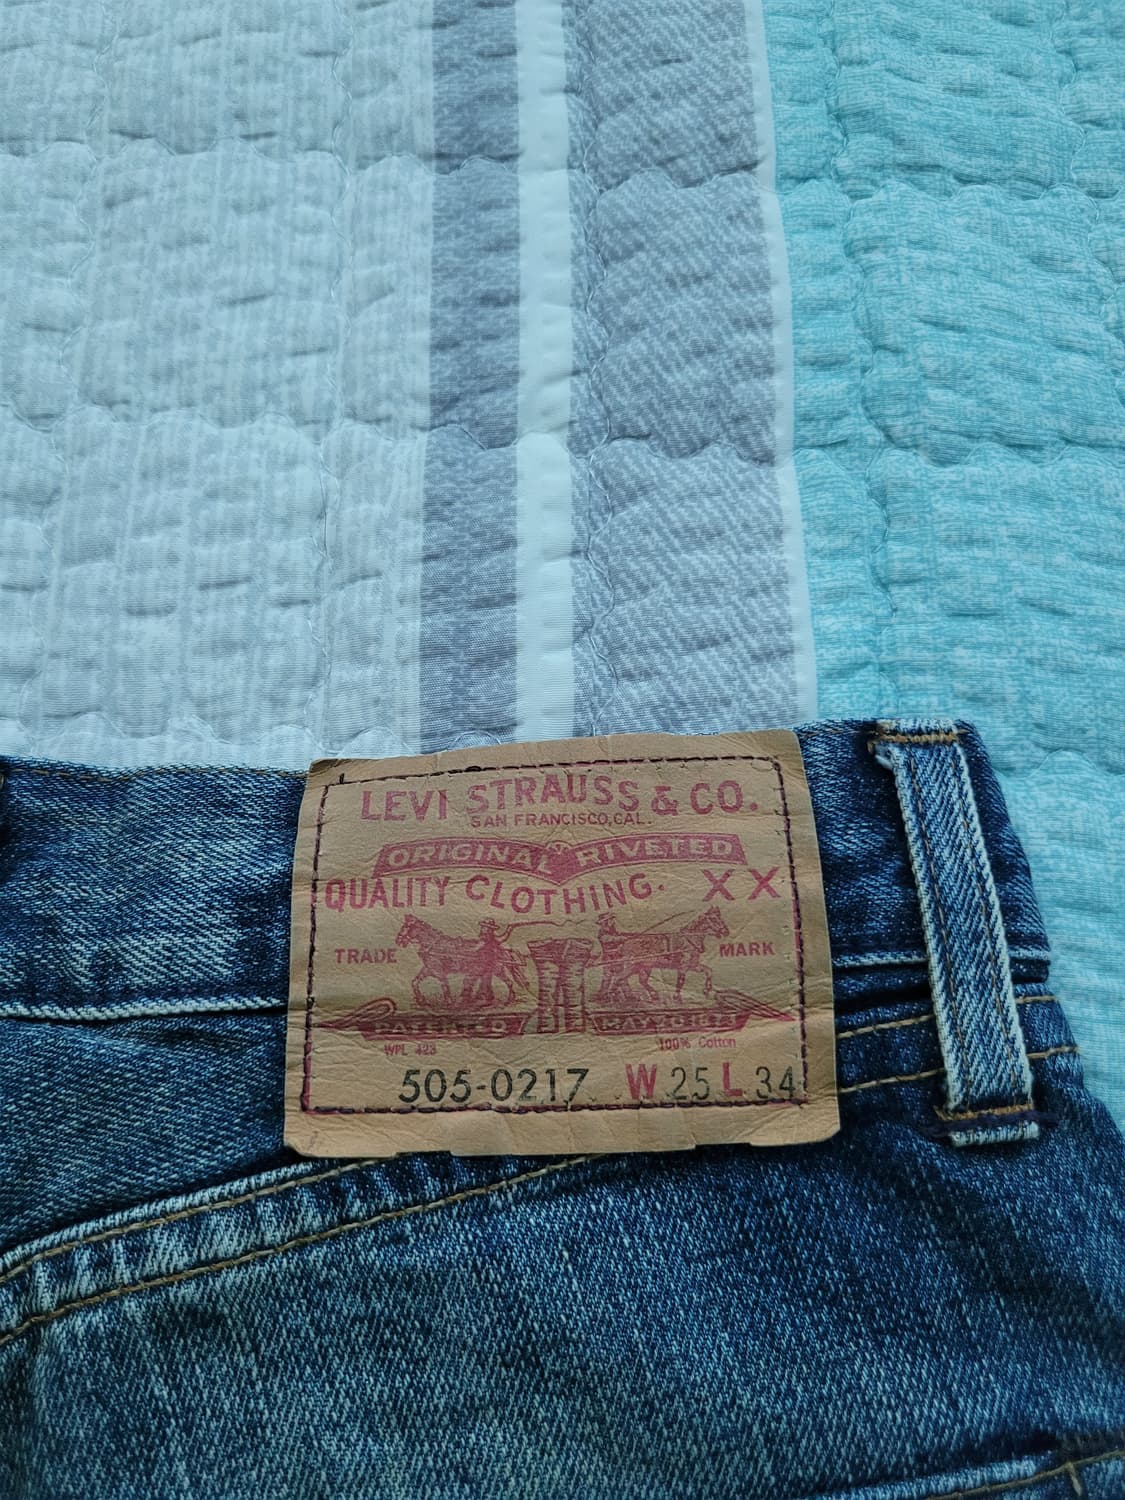 LEVI STRAUSS & CO.
SAN FRANCISCO, CAL.
ORIGINAL RIVETED
QUALITY CLOTHING. XX
TRADE MARK
PATENTED MAY 20 1873
WPL 423 100% Cotton
505-0217 W 25 L 34